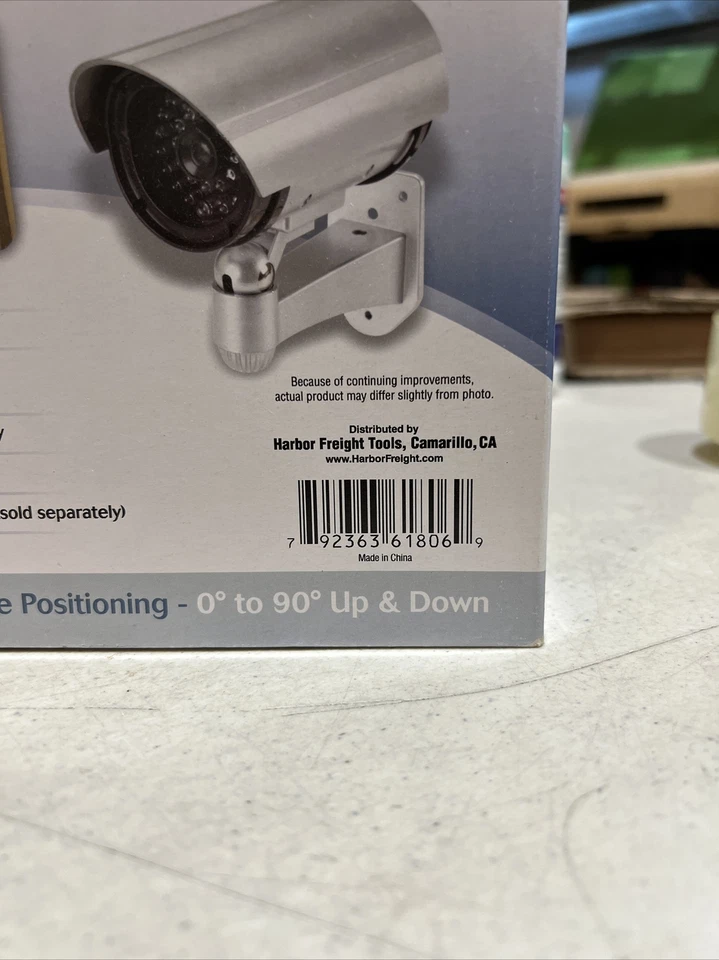 Because of continuing improvements,
actual product may differ slightly from photo.
Distributed by
Harbor Freight Tools, Camarillo, CA
www.HarborFreight.com
sold separately)
7 92363 61806 9
Made in China
e Positioning - 0° to 90° Up & Down